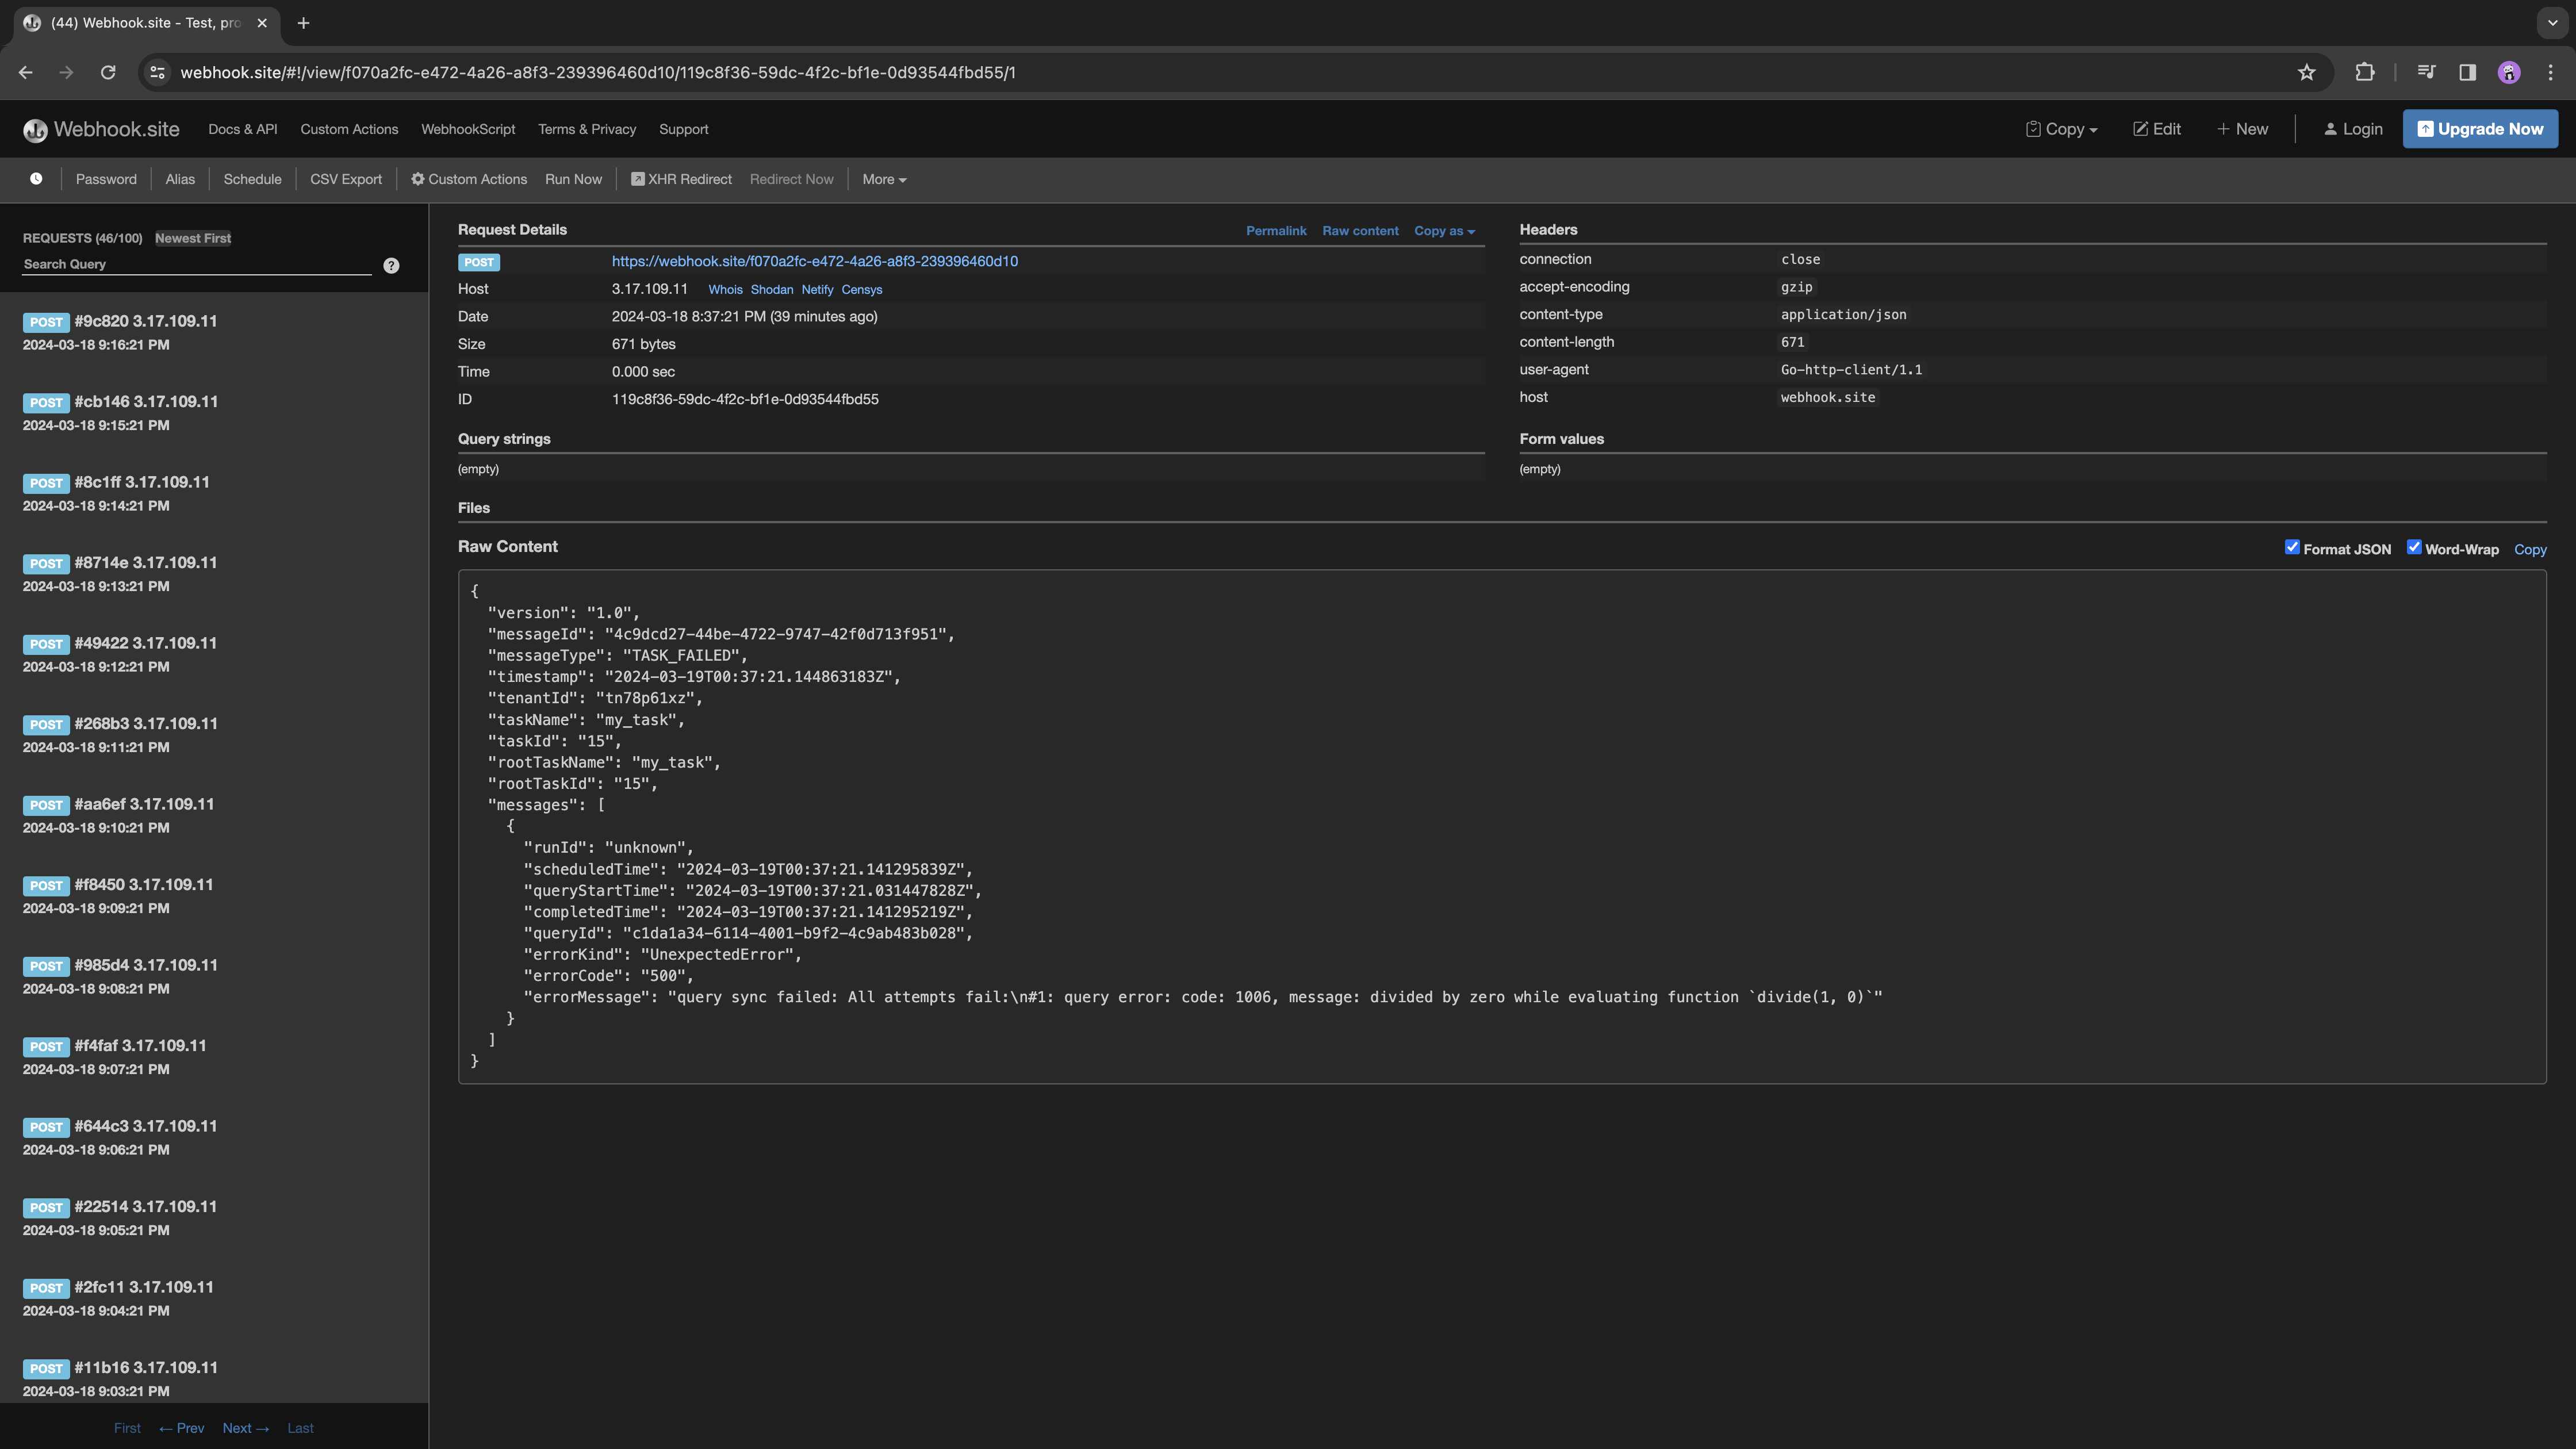 (44) Webhook.site - Test, pro
webhook.site/#!/view/f070a2fc-e472-4a26-a8f3-239396460d10/119c8f36-59dc-4f2c-bf1e-0d93544fbd55/1
Webhook.site Docs & API Custom Actions WebhookScript Terms & Privacy Support Copy Edit + New Login Upgrade Now
Password Alias Schedule CSV Export Custom Actions Run Now XHR Redirect Redirect Now More
REQUESTS (46/100) Newest First
Search Query ?
POST #9c820 3.17.109.11
2024-03-18 9:16:21 PM
POST #cb146 3.17.109.11
2024-03-18 9:15:21 PM
POST #8c1ff 3.17.109.11
2024-03-18 9:14:21 PM
POST #8714e 3.17.109.11
2024-03-18 9:13:21 PM
POST #49422 3.17.109.11
2024-03-18 9:12:21 PM
POST #268b3 3.17.109.11
2024-03-18 9:11:21 PM
POST #aa6ef 3.17.109.11
2024-03-18 9:10:21 PM
POST #f8450 3.17.109.11
2024-03-18 9:09:21 PM
POST #985d4 3.17.109.11
2024-03-18 9:08:21 PM
POST #f4faf 3.17.109.11
2024-03-18 9:07:21 PM
POST #644c3 3.17.109.11
2024-03-18 9:06:21 PM
POST #22514 3.17.109.11
2024-03-18 9:05:21 PM
POST #2fc11 3.17.109.11
2024-03-18 9:04:21 PM
POST #11b16 3.17.109.11
2024-03-18 9:03:21 PM
First ← Prev Next → Last
Request Details Permalink Raw content Copy as
POST https://webhook.site/f070a2fc-e472-4a26-a8f3-239396460d10
Host 3.17.109.11 Whois Shodan Netify Censys
Date 2024-03-18 8:37:21 PM (39 minutes ago)
Size 671 bytes
Time 0.000 sec
ID 119c8f36-59dc-4f2c-bf1e-0d93544fbd55
Headers
connection close
accept-encoding gzip
content-type application/json
content-length 671
user-agent Go-http-client/1.1
host webhook.site
Query strings
(empty)
Form values
(empty)
Files
Raw Content Format JSON Word-Wrap Copy
{
"version": "1.0",
"messageId": "4c9dcd27-44be-4722-9747-42f0d713f951",
"messageType": "TASK_FAILED",
"timestamp": "2024-03-19T00:37:21.144863183Z",
"tenantId": "tn78p61xz",
"taskName": "my_task",
"taskId": "15",
"rootTaskName": "my_task",
"rootTaskId": "15",
"messages": [
{
"runId": "unknown",
"scheduledTime": "2024-03-19T00:37:21.141295839Z",
"queryStartTime": "2024-03-19T00:37:21.031447828Z",
"completedTime": "2024-03-19T00:37:21.141295219Z",
"queryId": "c1da1a34-6114-4001-b9f2-4c9ab483b028",
"errorKind": "UnexpectedError",
"errorCode": "500",
"errorMessage": "query sync failed: All attempts fail:\n#1: query error: code: 1006, message: divided by zero while evaluating function `divide(1, 0)`"
}
]
}